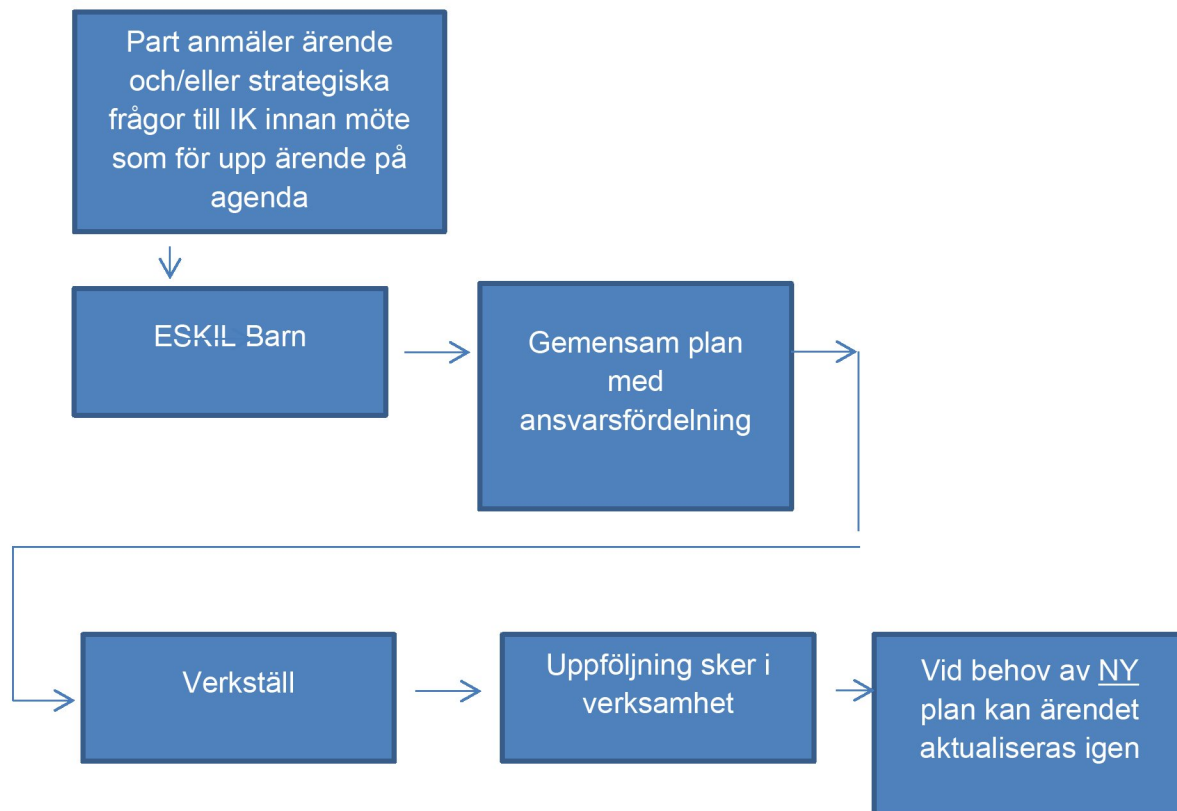 Part anmäler ärende
och/eller strategiska
frågor till IK innan möte
som för upp ärende på
agenda
ESKIL Barn
Gemensam plan
med
ansvarsfördelning
Verkställ
Uppföljning sker i
verksamhet
Vid behov av NY
plan kan ärendet
aktualiseras igen